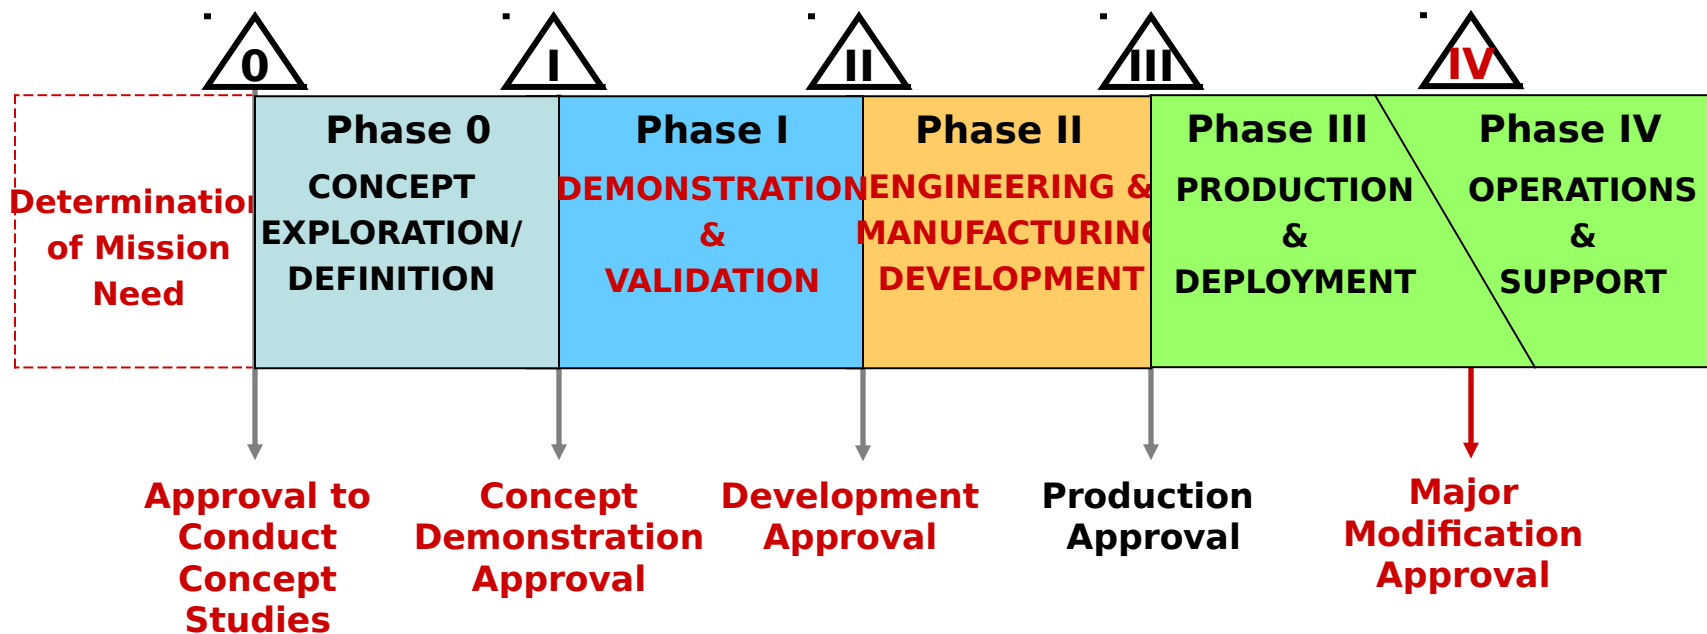 0
I
II
III
IV
Determination
of Mission
Need
Phase 0
CONCEPT
EXPLORATION/
DEFINITION
Phase I
DEMONSTRATION
&
VALIDATION
Phase II
ENGINEERING &
MANUFACTURING
DEVELOPMENT
Phase III
PRODUCTION
&
DEPLOYMENT
Phase IV
OPERATIONS
&
SUPPORT
Approval to
Conduct
Concept
Studies
Concept
Demonstration
Approval
Development
Approval
Production
Approval
Major
Modification
Approval